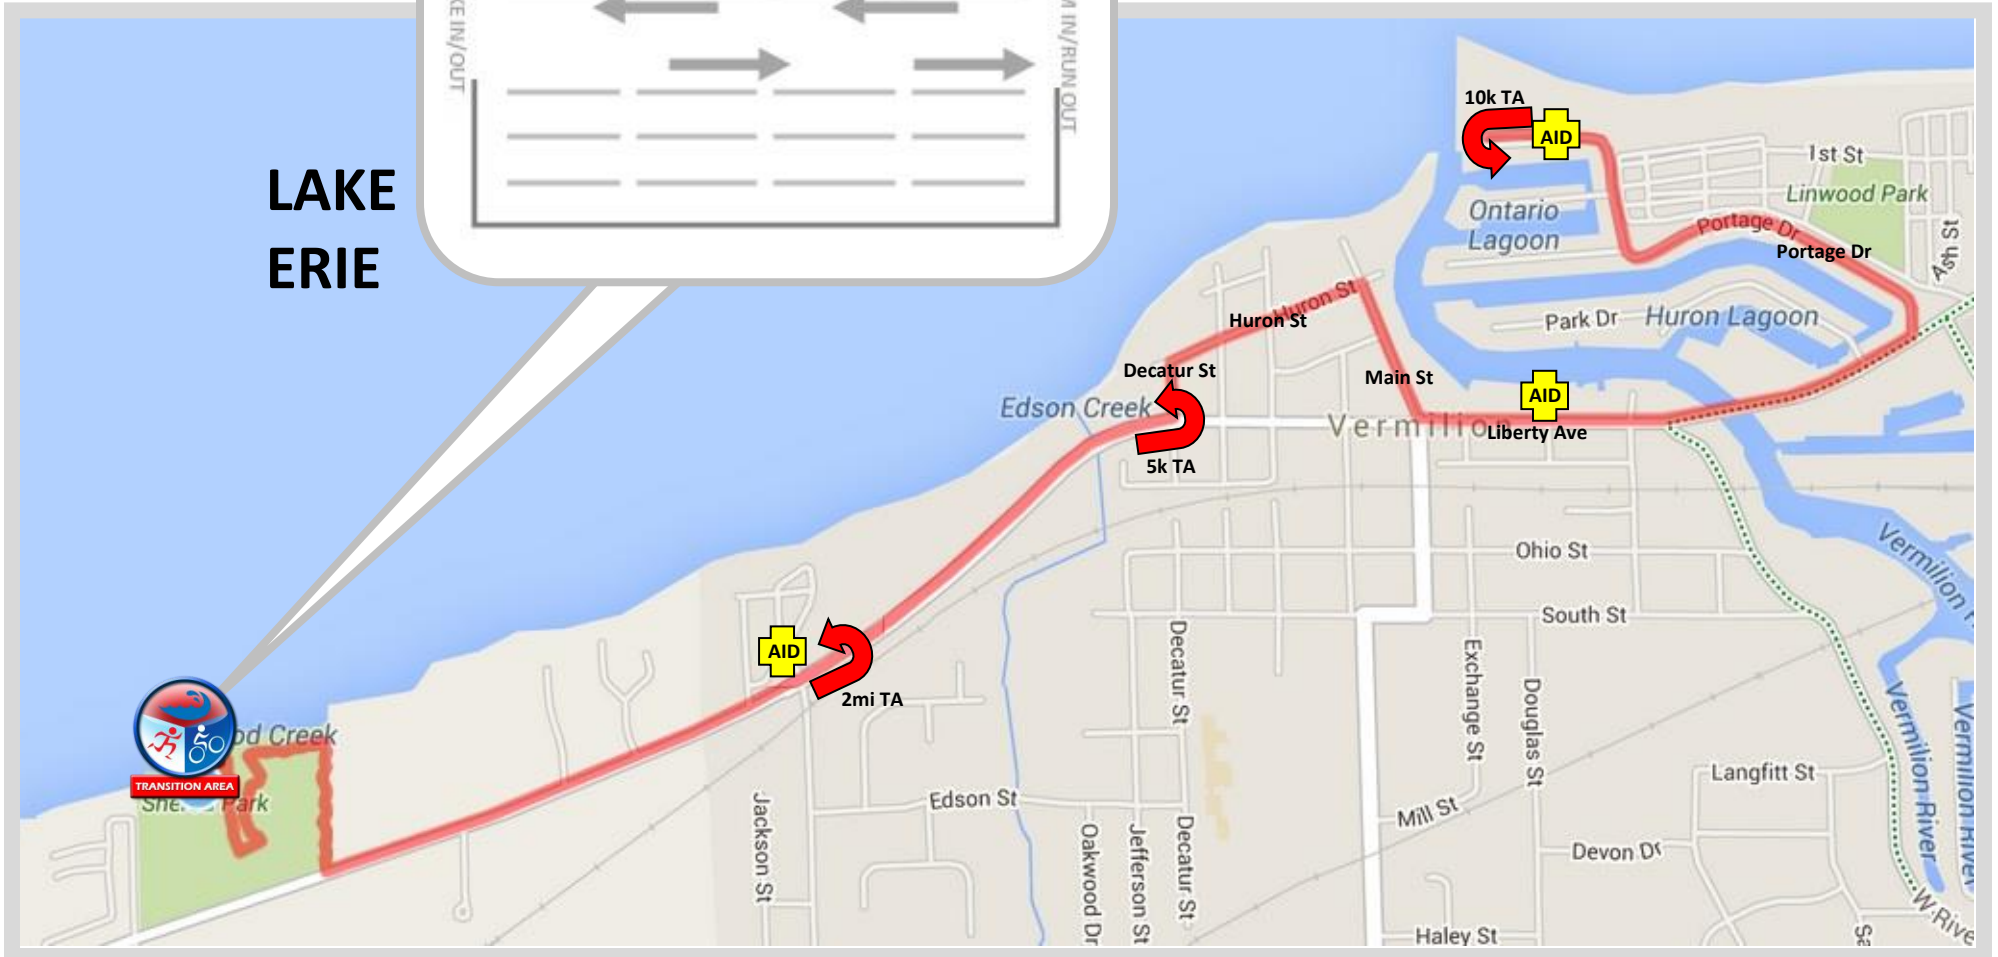 KE IN/OUT
M IN/RUN OUT
LAKE
ERIE
10k TA
AID
1st St
Linwood Park
Ontario
Lagoon
Portage Dr
Portage Dr
Ash St
Huron St
Huron St
Park Dr
Huron Lagoon
Decatur St
Main St
AID
Edson Creek
Vermilion
Liberty Ave
5k TA
Ohio St
Vermilion
South St
AID
2mi TA
Decatur St
Exchange St
Douglas St
Vermilion River
Vermilion River
od Creek
TRANSITION AREA
Park
Langfitt St
Jackson St
Edson St
Mill St
Oakwood Dr
Jefferson St
Decatur St
Devon Dr
W Rive
Haley St
Sa